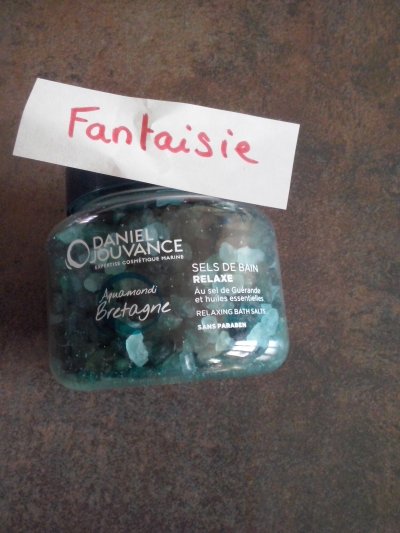 Fantaisie
DANIEL
JOUVANCE
EXPERTISE COSMÉTIQUE MARINE
Aquamondi
Bretagne
SELS DE BAIN
RELAXE
Au sel de Guérande
et huiles essentielles
RELAXING BATH SALTS
SANS PARABEN